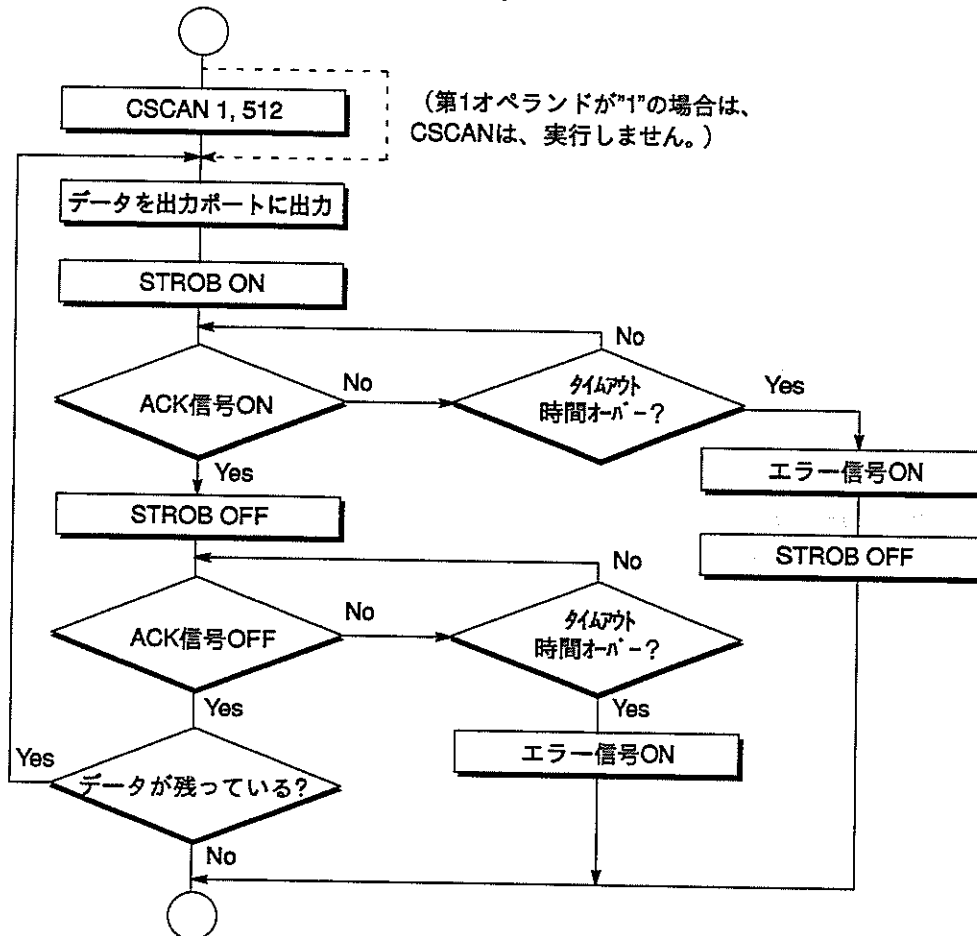 CSCAN 1, 512
（第1オペランドが"1"の場合は、
CSCANは、実行しません。）
データを出力ポートに出力
STROB ON
No
ACK信号ON
No
タイムアウト
時間オーバー？
Yes
Yes
エラー信号ON
STROB OFF
STROB OFF
No
ACK信号OFF
No
タイムアウト
時間オーバー？
Yes
Yes
エラー信号ON
Yes
データが残っている?
No